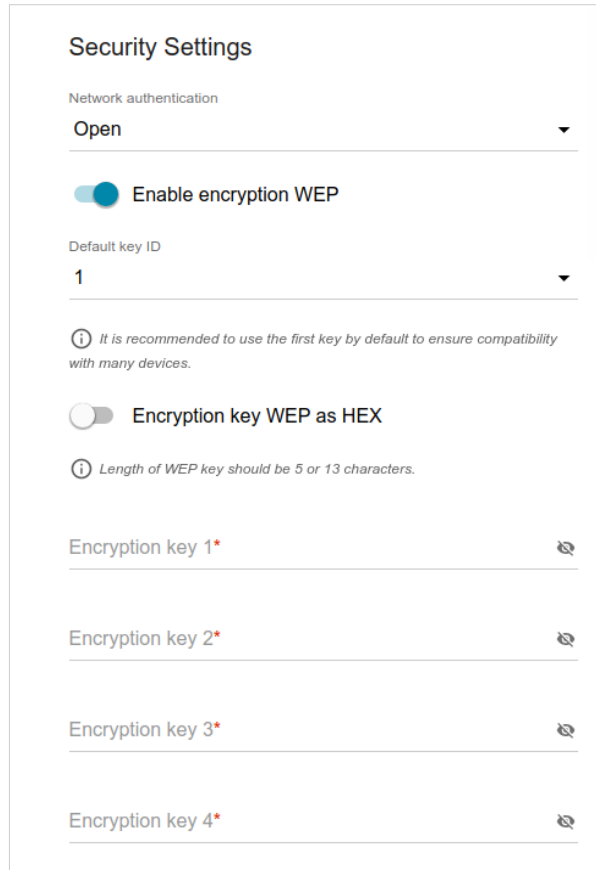 Security Settings
Network authentication
Open
Enable encryption WEP
Default key ID
1
It is recommended to use the first key by default to ensure compatibility
with many devices.
Encryption key WEP as HEX
Length of WEP key should be 5 or 13 characters.
Encryption key 1*
Encryption key 2*
Encryption key 3*
Encryption key 4*